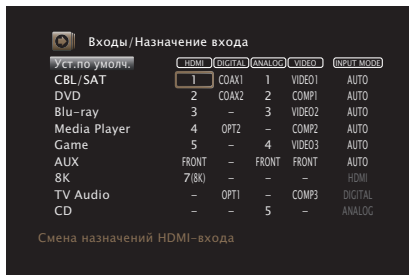 Входы/Назначение входа
Уст.по умолч. HDMI DIGITAL ANALOG VIDEO INPUT MODE
CBL/SAT 1 COAX1 1 VIDEO1 AUTO
DVD 2 COAX2 2 COMP1 AUTO
Blu-ray 3 – 3 VIDEO2 AUTO
Media Player 4 OPT2 – COMP2 AUTO
Game 5 – 4 VIDEO3 AUTO
AUX FRONT – FRONT FRONT AUTO
8K 7(8K) – – – HDMI
TV Audio – OPT1 – COMP3 DIGITAL
CD – – 5 – ANALOG
Смена назначений HDMI-входа